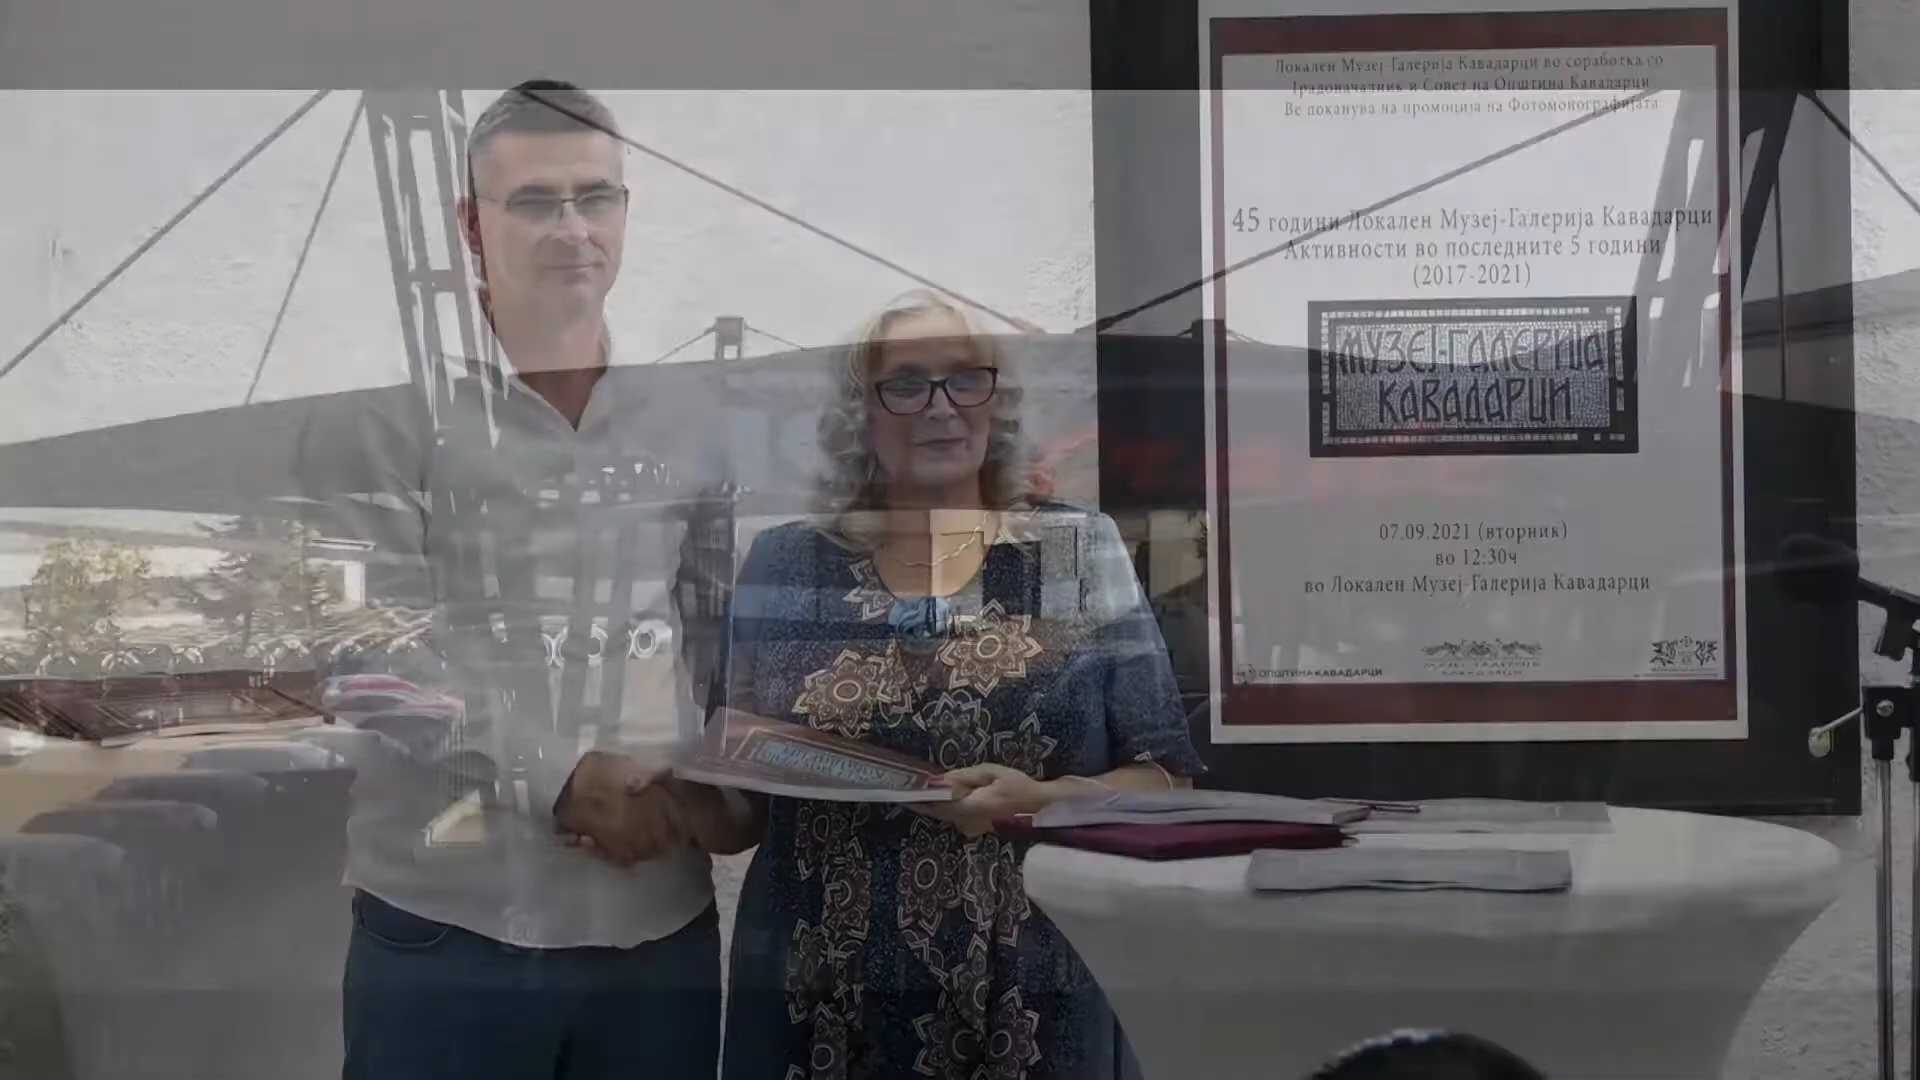 Локален Музеј-Галерија Кавадарци во соработка со
Градоначалник и Совет на Општина Кавадарци
Ве поканува на промоција на Фотомонографијата
45 години Локален Музеј-Галерија Кавадарци
Активности во последните 5 години
(2017-2021)
МУЗЕЈ-ГАЛЕРИЈА
КАВАДАРЦИ
07.09.2021 (вторник)
во 12:30ч
во Локален Музеј-Галерија Кавадарци
ОПШТИНА КАВАДАРЦИ